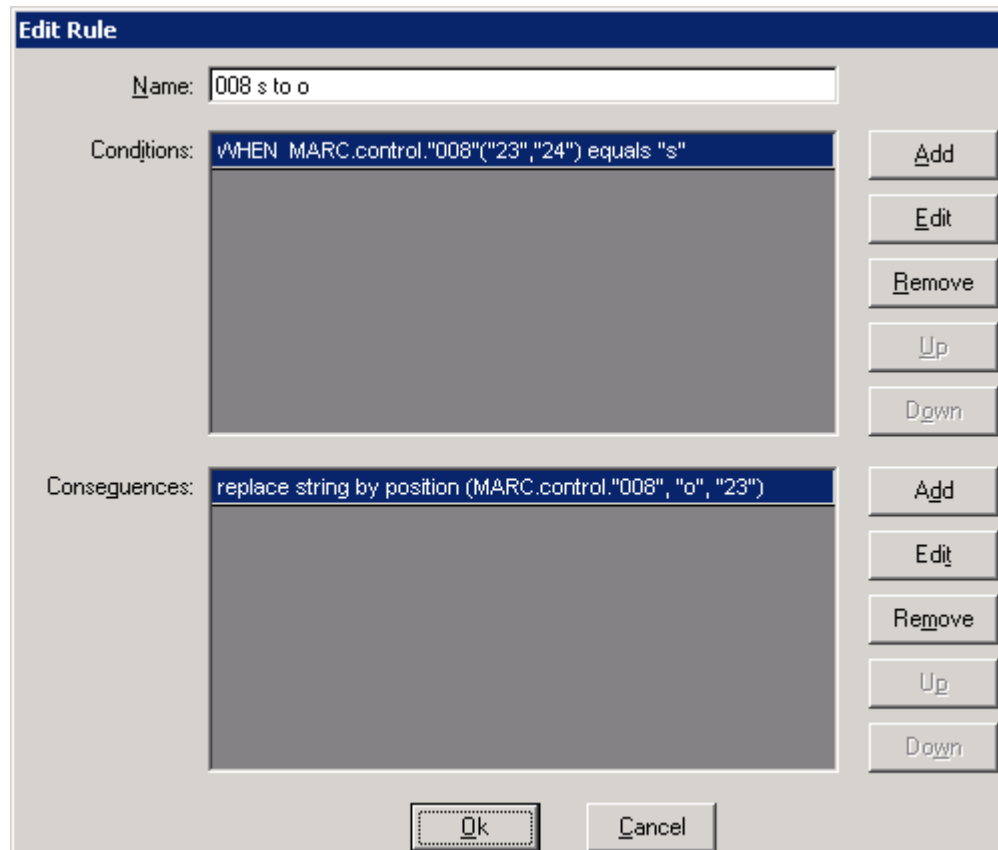 Edit Rule
Name: 008 s to o
Conditions: WHEN MARC.control."008"("23","24") equals "s"
Add
Edit
Remove
Up
Down
Consequences: replace string by position (MARC.control."008", "o", "23")
Add
Edit
Remove
Up
Down
Ok Cancel